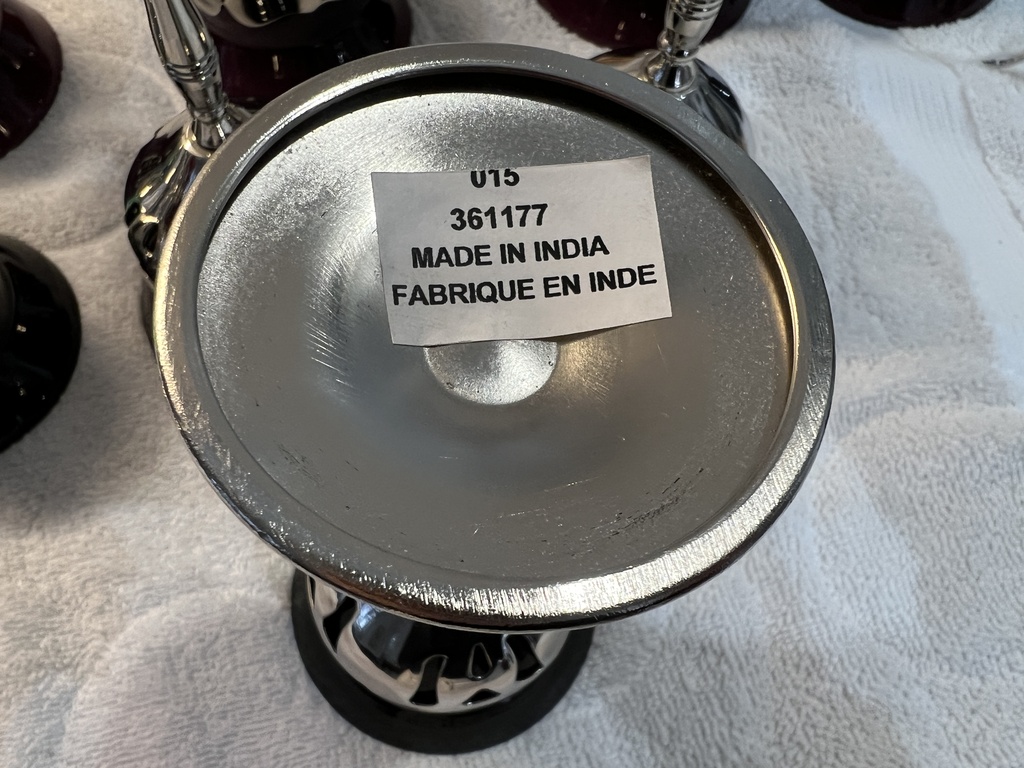 015
361177
MADE IN INDIA
FABRIQUE EN INDE